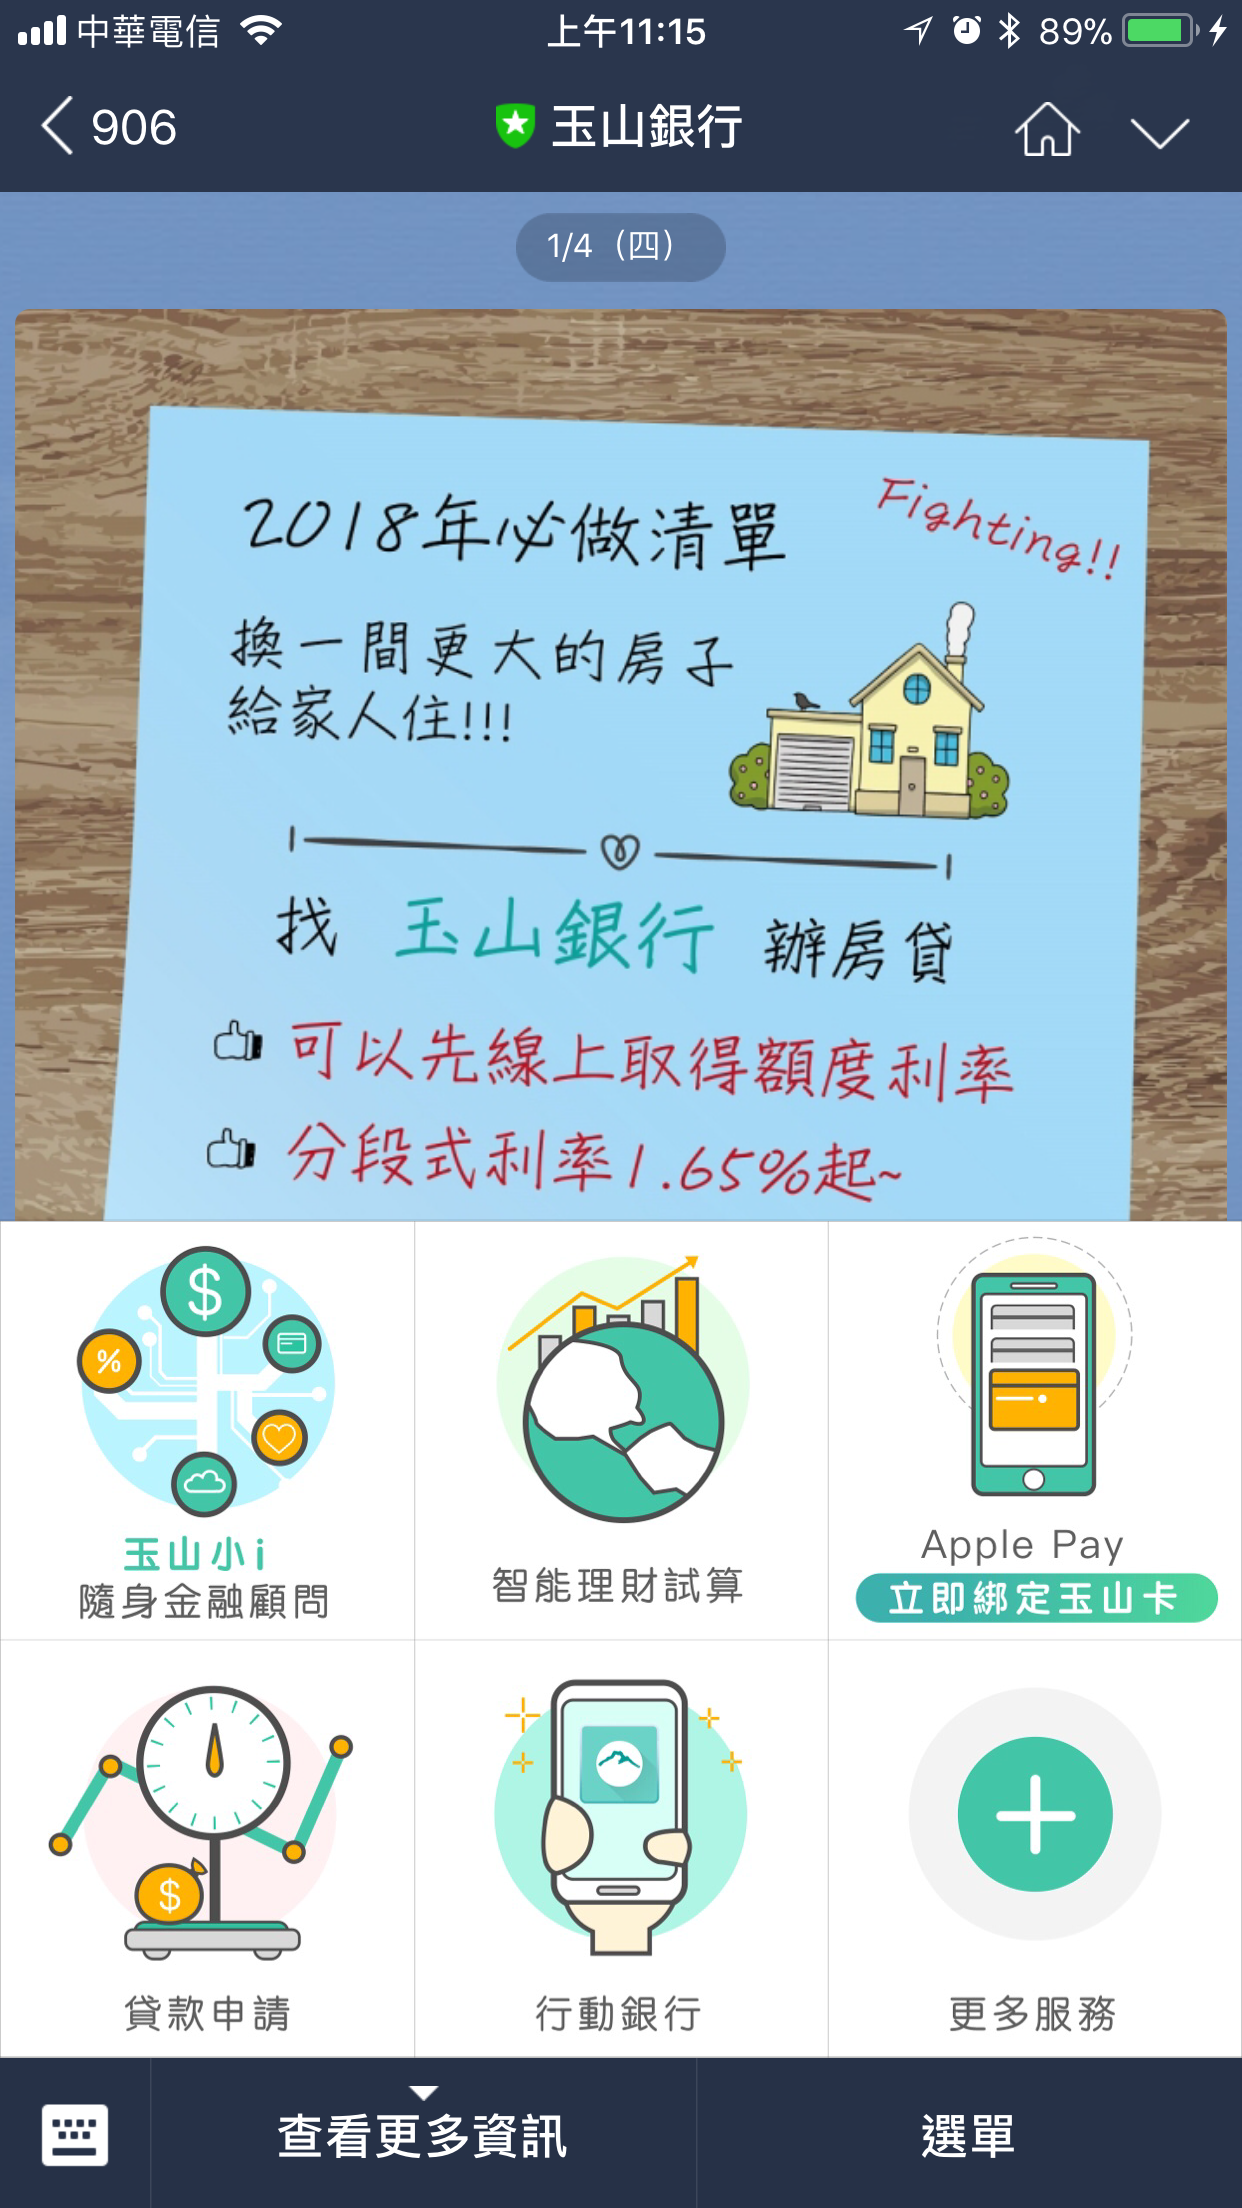 中華電信
上午11:15
89%
906
玉山銀行
1/4（四）
2018年必做清單
Fighting!!
換一間更大的房子
給家人住!!!
找 玉山銀行 辦房貸
可以先線上取得額度利率
分段式利率1.65%起~
$
%
玉山小i
隨身金融顧問
智能理財試算
Apple Pay
立即綁定玉山卡
$
貸款申請
行動銀行
更多服務
查看更多資訊
選單